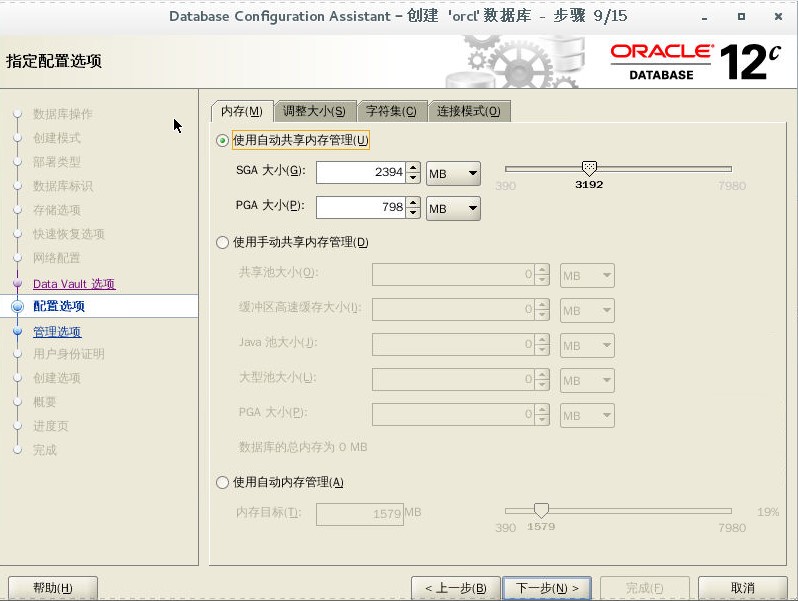 Database Configuration Assistant – 创建 'orcl' 数据库 - 步骤 9/15
指定配置选项
ORACLE
DATABASE
12c
数据库操作
创建模式
部署类型
数据库标识
存储选项
快速恢复选项
网络配置
Data Vault 选项
配置选项
管理选项
用户身份证明
创建选项
概要
进度页
完成
内存(M) 调整大小(S) 字符集(C) 连接模式(O)
使用自动共享内存管理(U)
SGA 大小(G): 2394 MB
390 3192 7980
PGA 大小(P): 798 MB
使用手动共享内存管理(D)
共享池大小(O): 0 MB
缓冲区高速缓存大小(I): 0 MB
Java 池大小(J): 0 MB
大型池大小(L): 0 MB
PGA 大小(P): 0 MB
数据库的总内存为 0 MB
使用自动内存管理(A)
内存目标(T): 1579 MB
390 1579 7980
19%
帮助(H) < 上一步(B) 下一步(N) > 完成(F) 取消